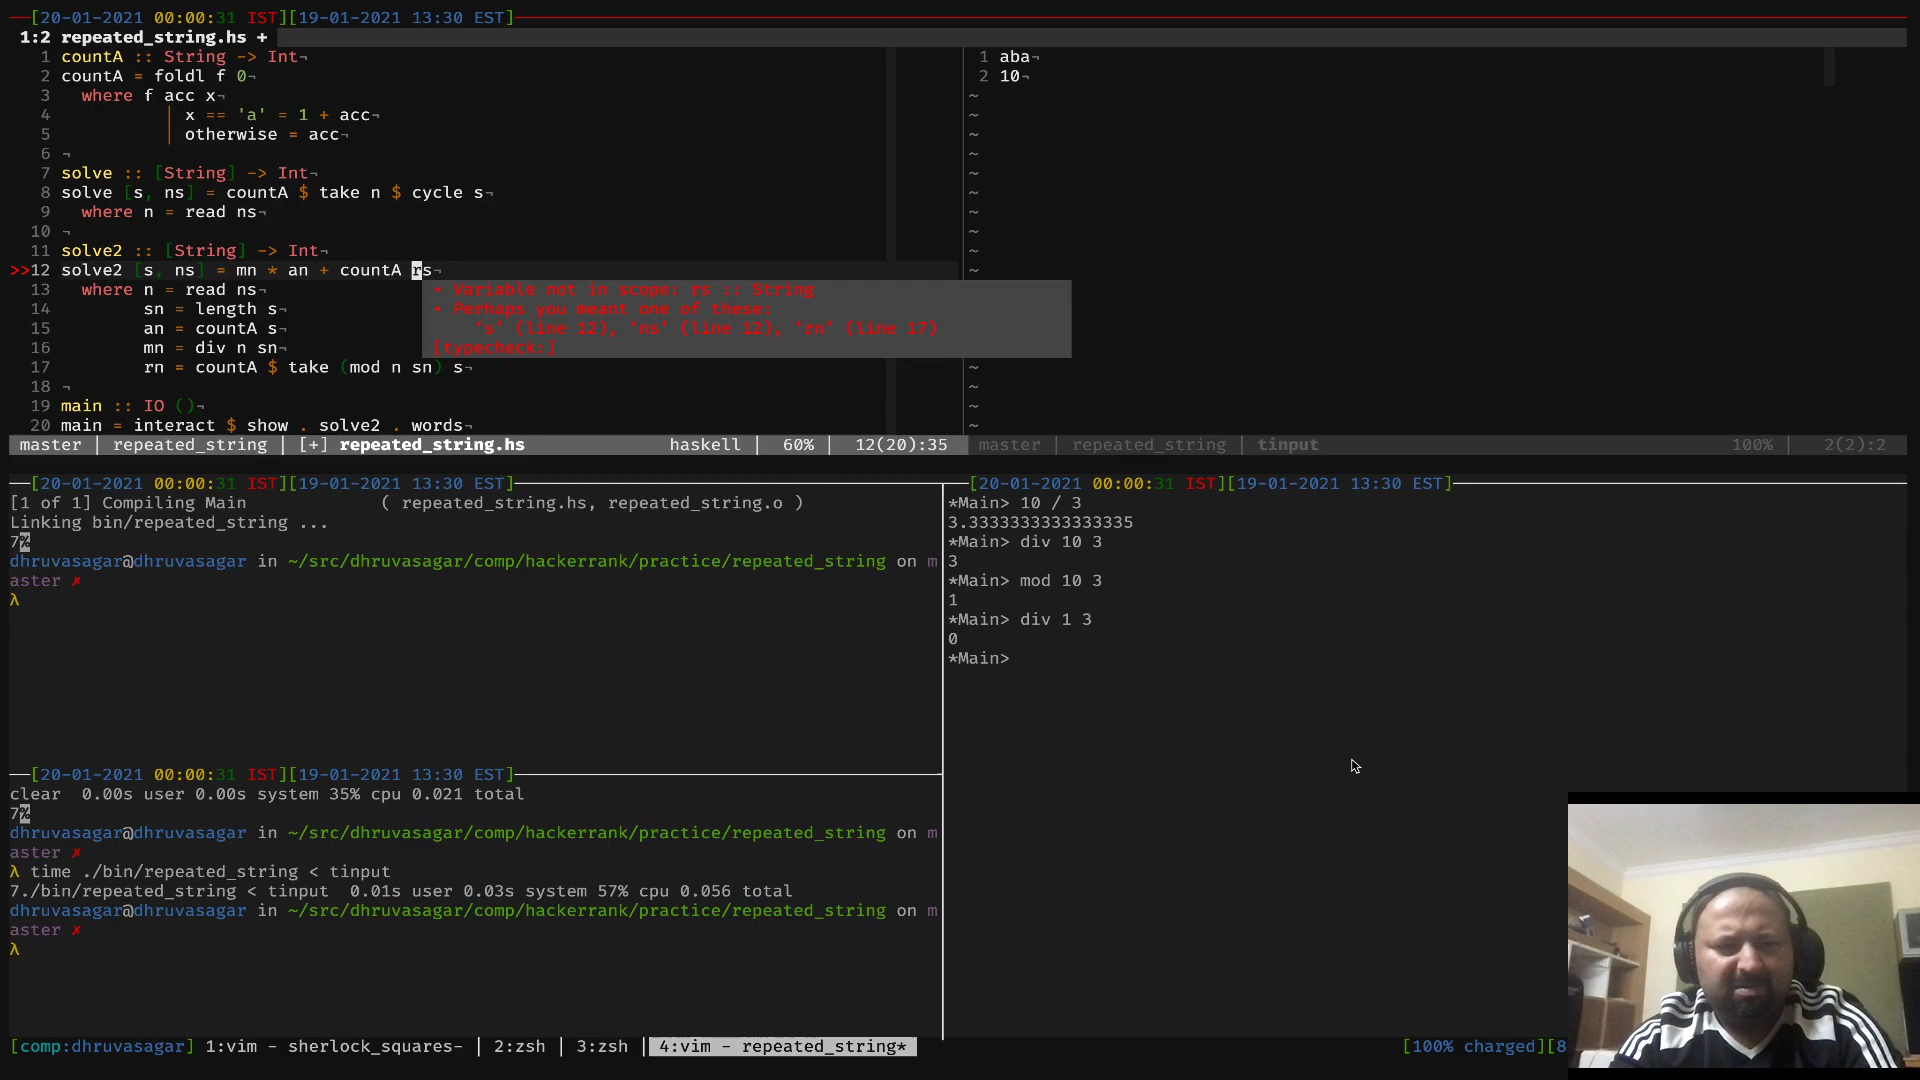 [20-01-2021 00:00:31 IST][19-01-2021 13:30 EST]
1:2 repeated_string.hs +
1 countA :: String -> Int¬
2 countA = foldl f 0¬
3 where f acc x¬
4 | x == 'a' = 1 + acc¬
5 | otherwise = acc¬
6 ¬
7 solve :: [String] -> Int¬
8 solve [s, ns] = countA $ take n $ cycle s¬
9 where n = read ns¬
10 ¬
11 solve2 :: [String] -> Int¬
>>12 solve2 [s, ns] = mn * an + countA rs¬
13 where n = read ns¬
14 sn = length s¬
15 an = countA s¬
16 mn = div n sn¬
17 rn = countA $ take (mod n sn) s¬
18 ¬
19 main :: IO ()¬
20 main = interact $ show . solve2 . words¬
• Variable not in scope: rs :: String
• Perhaps you meant one of these:
‘s’ (line 12), ‘ns’ (line 12), ‘rn’ (line 17)
[typecheck:]
master | repeated_string | [+] repeated_string.hs haskell | 60% | 12(20):35
1 aba¬
2 10¬
~
~
~
~
~
~
~
~
~
~
~
~
~
~
master | repeated_string | tinput 100% | 2(2):2
[20-01-2021 00:00:31 IST][19-01-2021 13:30 EST]
[1 of 1] Compiling Main ( repeated_string.hs, repeated_string.o )
Linking bin/repeated_string ...
7%
dhruvasagar@dhruvasagar in ~/src/dhruvasagar/comp/hackerrank/practice/repeated_string on m
aster ✗
λ
[20-01-2021 00:00:31 IST][19-01-2021 13:30 EST]
*Main> 10 / 3
3.3333333333333335
*Main> div 10 3
3
*Main> mod 10 3
1
*Main> div 1 3
0
*Main>
[20-01-2021 00:00:31 IST][19-01-2021 13:30 EST]
clear 0.00s user 0.00s system 35% cpu 0.021 total
7%
dhruvasagar@dhruvasagar in ~/src/dhruvasagar/comp/hackerrank/practice/repeated_string on m
aster ✗
λ time ./bin/repeated_string < tinput
7./bin/repeated_string < tinput 0.01s user 0.03s system 57% cpu 0.056 total
dhruvasagar@dhruvasagar in ~/src/dhruvasagar/comp/hackerrank/practice/repeated_string on m
aster ✗
λ
[comp:dhruvasagar] 1:vim - sherlock_squares- | 2:zsh | 3:zsh | 4:vim - repeated_string* [100% charged][8